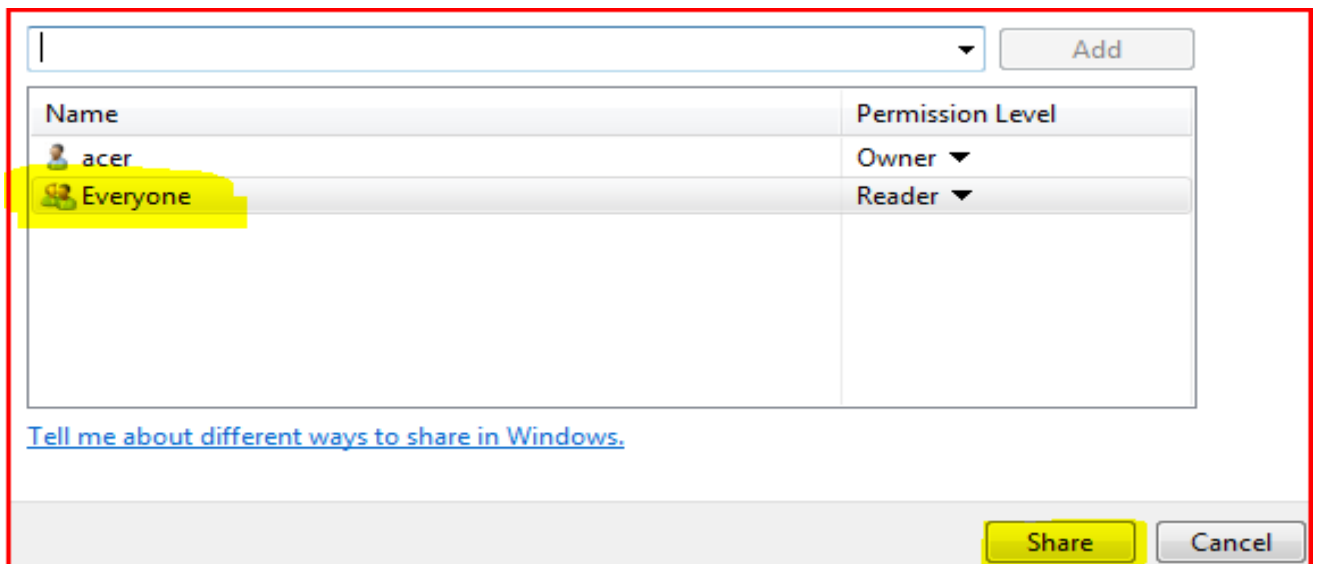 Add
Name Permission Level
acer Owner
Everyone Reader
Tell me about different ways to share in Windows.
Share Cancel